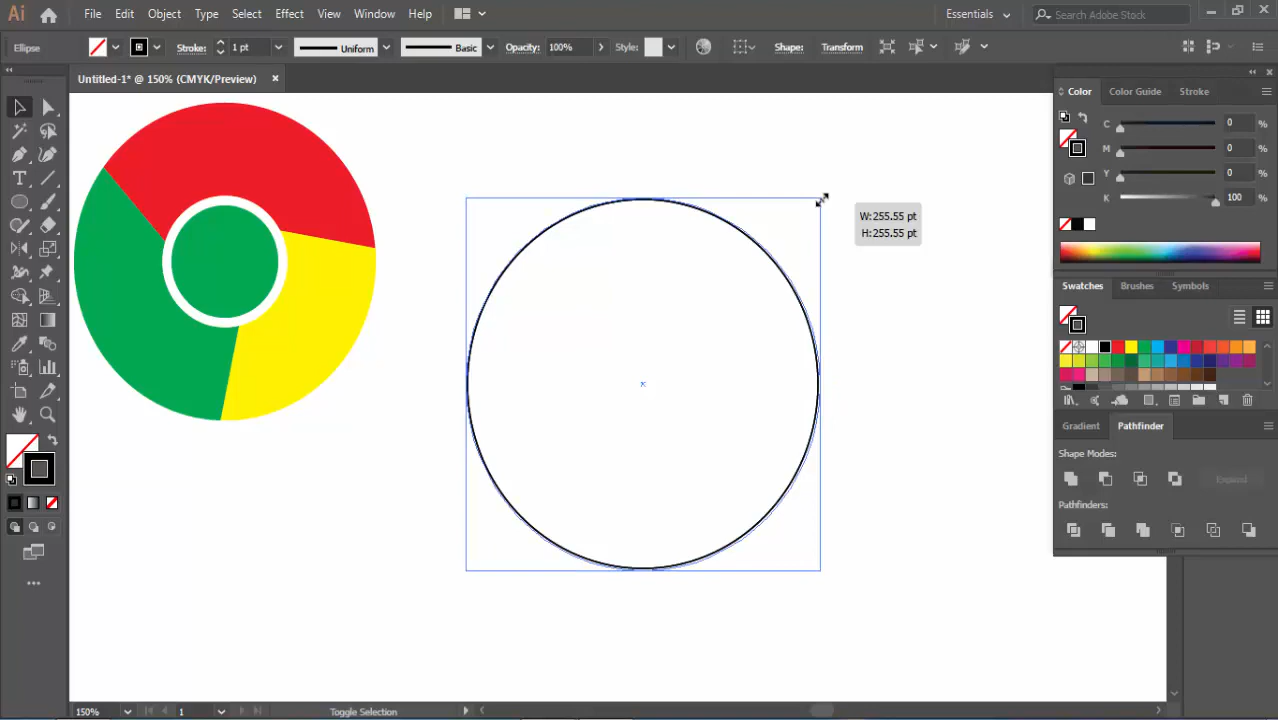 Ai File Edit Object Type Select Effect View Window Help Essentials Search Adobe Stock
Ellipse Stroke: 1 pt Uniform Basic Opacity: 100% Style: Shape: Transform
Untitled-1* @ 150% (CMYK/Preview)
W:255.55 pt
H:255.55 pt
Color Color Guide Stroke
C 0 %
M 0 %
Y 0 %
K 100 %
Swatches Brushes Symbols
Gradient Pathfinder
Shape Modes:
Expand
Pathfinders:
150% 1 Toggle Selection